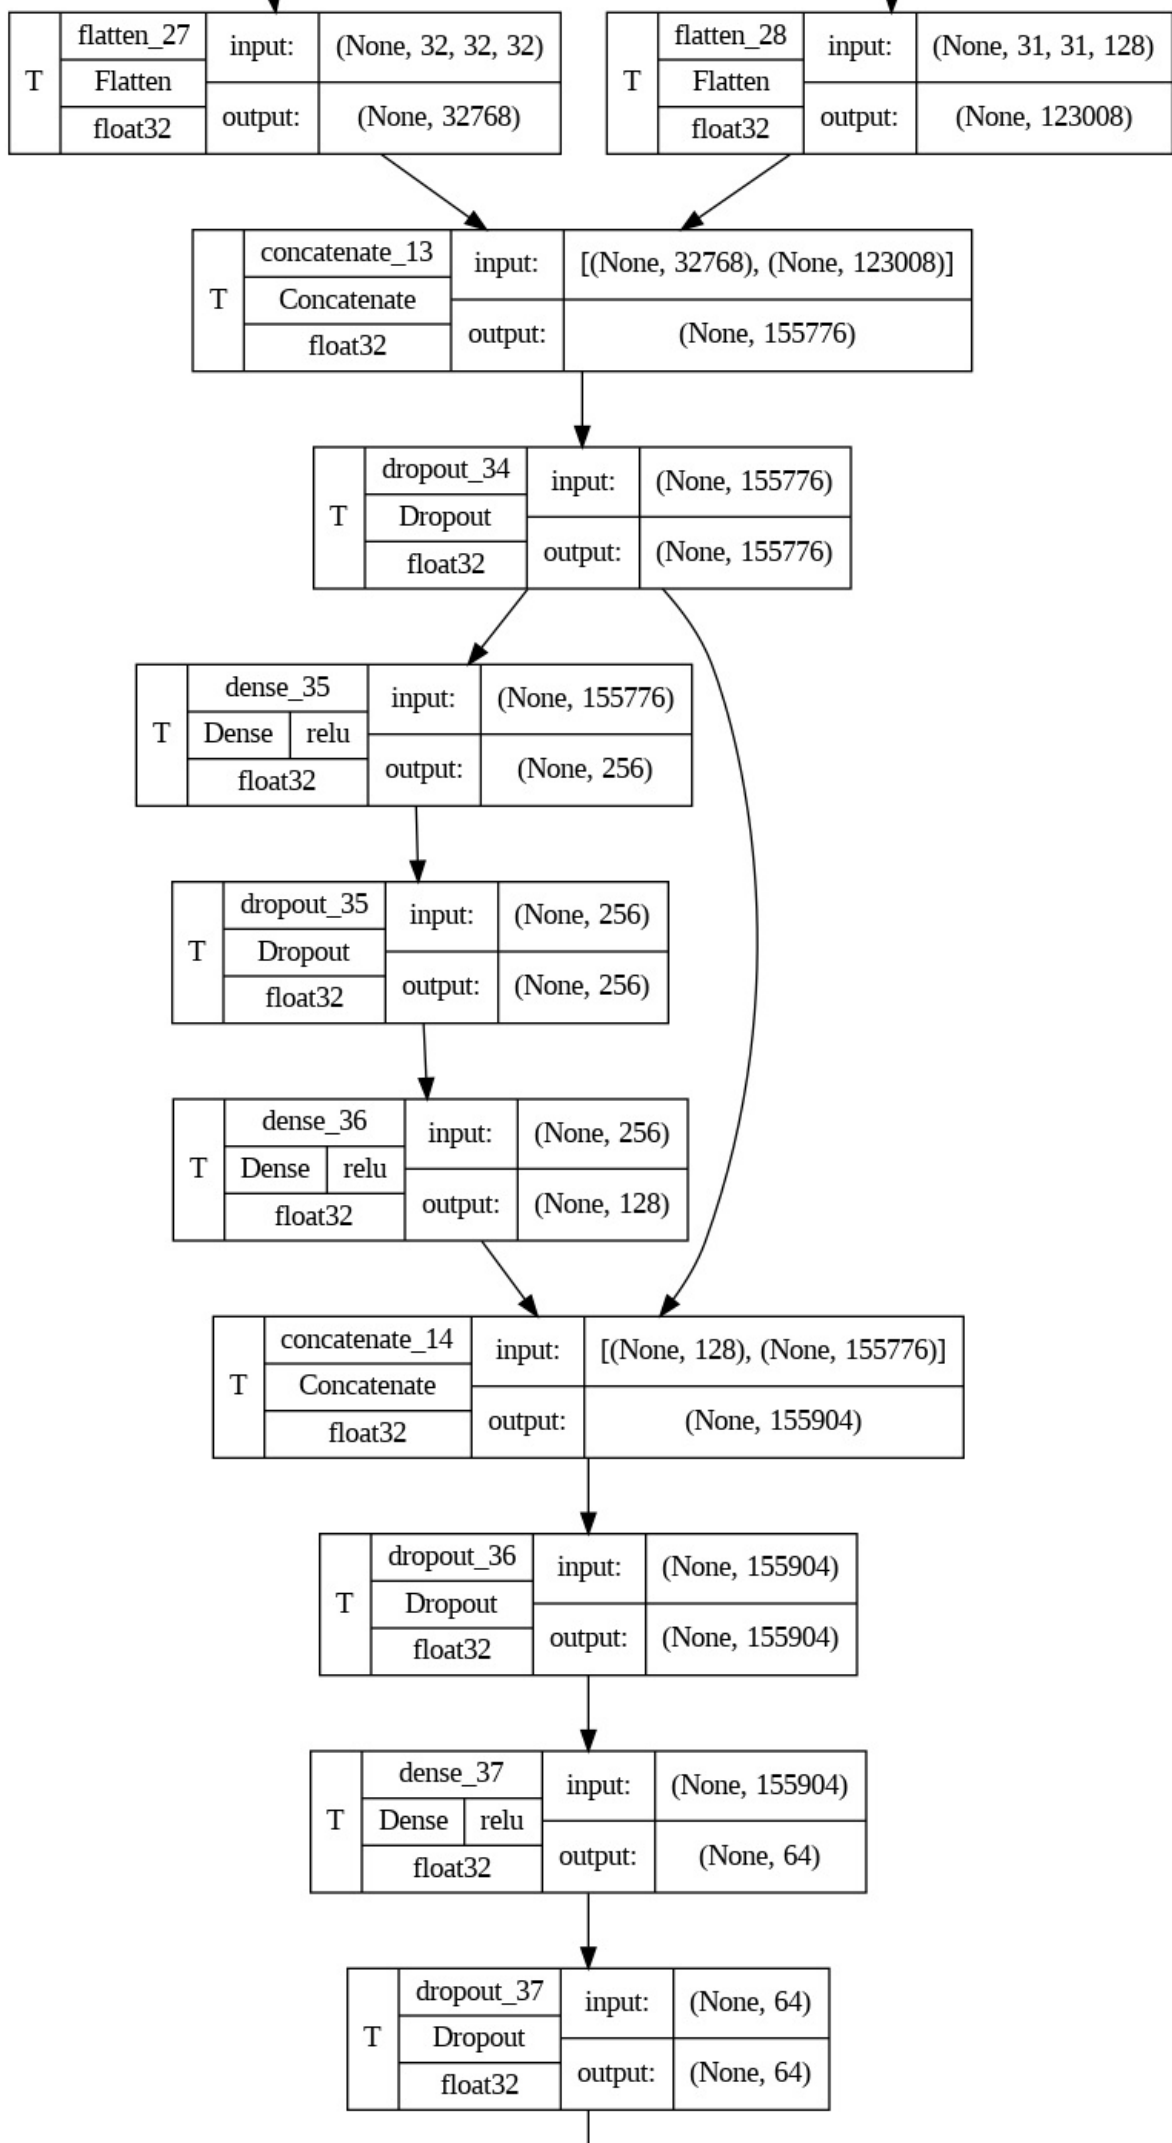 flatten_27 input: (None, 32, 32, 32)
T Flatten
float32 output: (None, 32768)
flatten_28 input: (None, 31, 31, 128)
T Flatten
float32 output: (None, 123008)
concatenate_13 input: [(None, 32768), (None, 123008)]
T Concatenate
float32 output: (None, 155776)
dropout_34 input: (None, 155776)
T Dropout
float32 output: (None, 155776)
dense_35 input: (None, 155776)
T Dense relu
float32 output: (None, 256)
dropout_35 input: (None, 256)
T Dropout
float32 output: (None, 256)
dense_36 input: (None, 256)
T Dense relu
float32 output: (None, 128)
concatenate_14 input: [(None, 128), (None, 155776)]
T Concatenate
float32 output: (None, 155904)
dropout_36 input: (None, 155904)
T Dropout
float32 output: (None, 155904)
dense_37 input: (None, 155904)
T Dense relu
float32 output: (None, 64)
dropout_37 input: (None, 64)
T Dropout
float32 output: (None, 64)